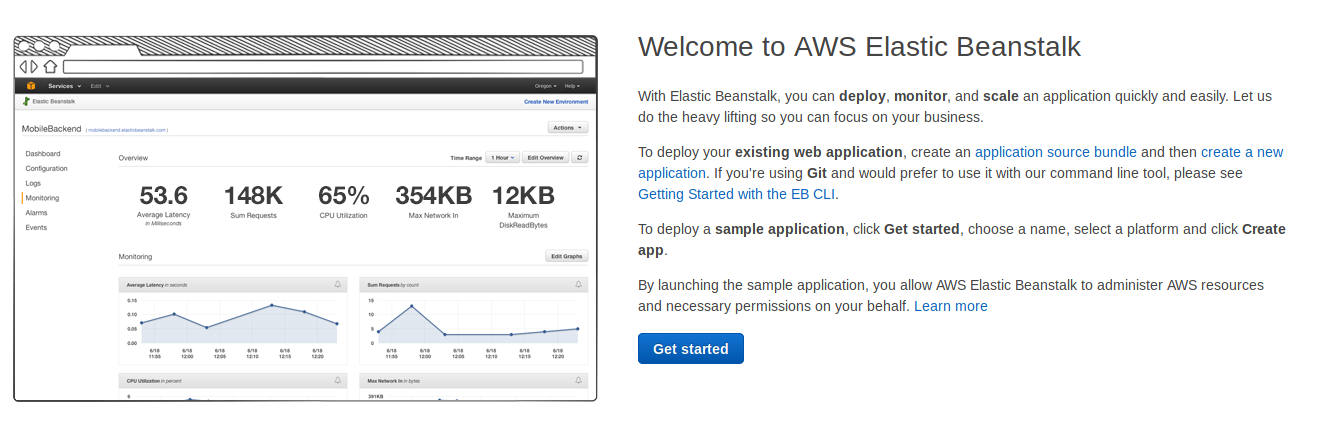 Services Edit Oregon Help
Elastic Beanstalk Create New Environment
MobileBackend ( mobilebackend.elasticbeanstalk.com ) Actions
Dashboard
Configuration
Logs
Monitoring
Alarms
Events
Overview Time Range 1 Hour Edit Overview
53.6 148K 65% 354KB 12KB
Average Latency Sum Requests CPU Utilization Max Network In Maximum
in Milliseconds DiskReadBytes
Monitoring Edit Graphs
Average Latency in seconds
0.15
0.05
0.00
6/18 6/18 6/18 6/18 6/18 6/18
11:55 12:00 12:05 12:10 12:15 12:20
Sum Requests by count
15
10
5
0
6/18 6/18 6/18 6/18 6/18 6/18
11:55 12:00 12:05 12:10 12:15 12:20
CPU Utilization in percent
6
Max Network In in bytes
391KB
Welcome to AWS Elastic Beanstalk
With Elastic Beanstalk, you can deploy, monitor, and scale an application quickly and easily. Let us
do the heavy lifting so you can focus on your business.
To deploy your existing web application, create an application source bundle and then create a new
application. If you're using Git and would prefer to use it with our command line tool, please see
Getting Started with the EB CLI.
To deploy a sample application, click Get started, choose a name, select a platform and click Create
app.
By launching the sample application, you allow AWS Elastic Beanstalk to administer AWS resources
and necessary permissions on your behalf. Learn more
Get started